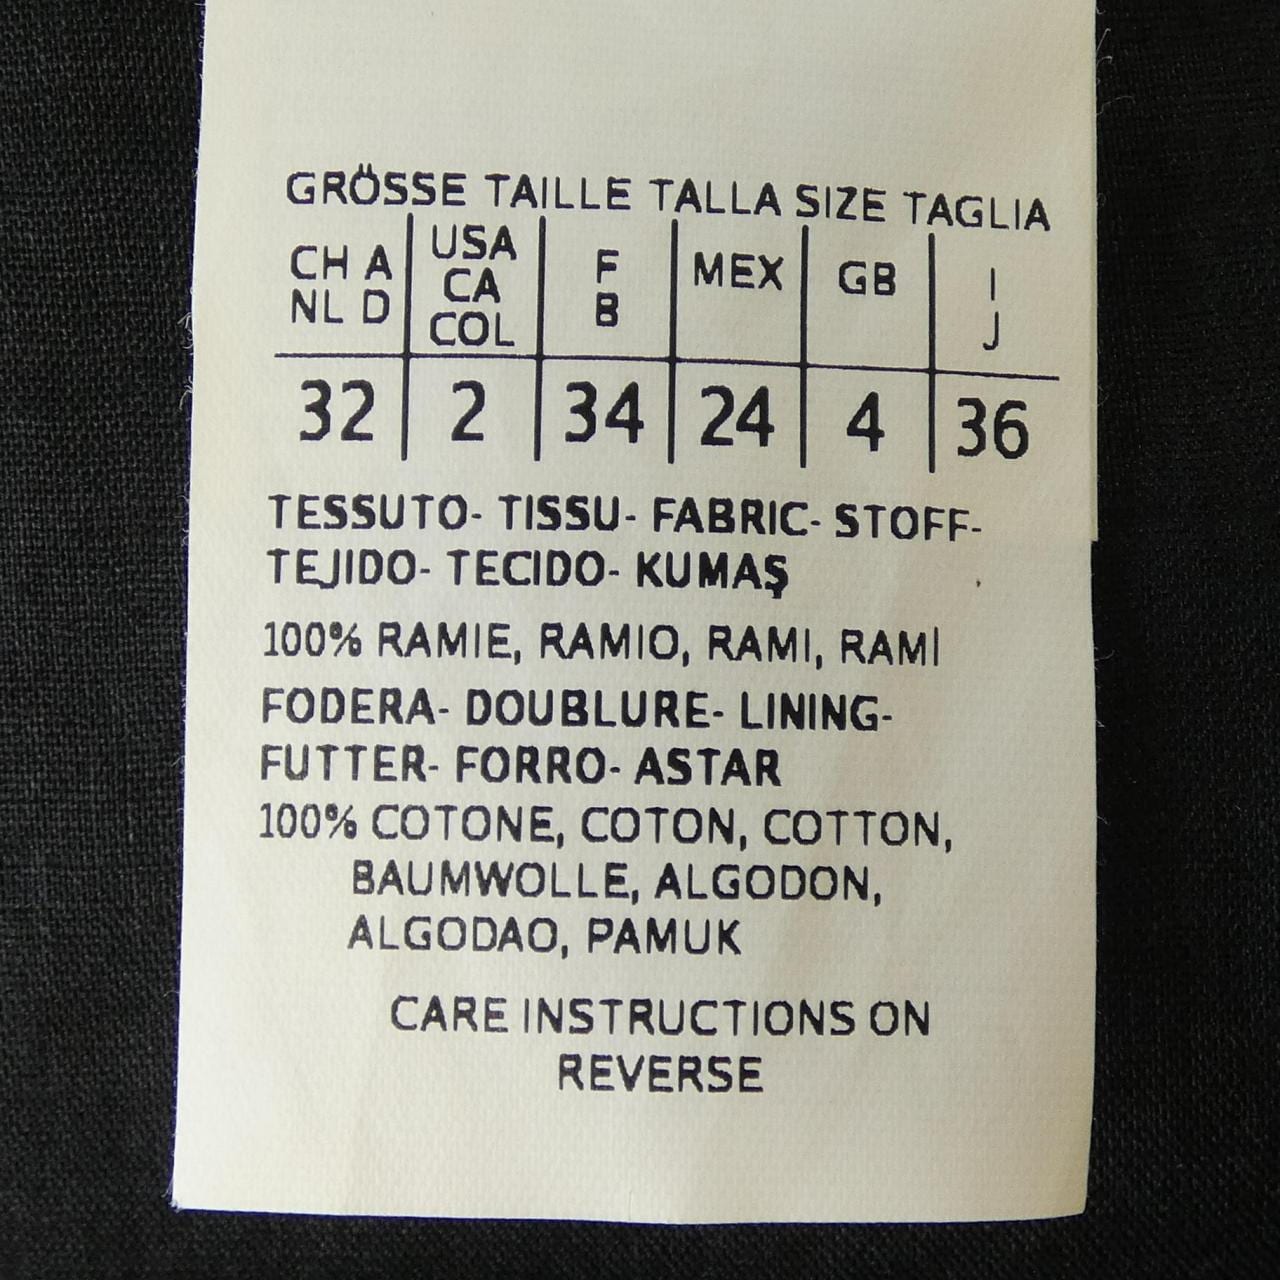 GRÖSSE TAILLE TALLA SIZE TAGLIA
CH A NL D USA CA COL F B MEX GB I J
32 2 34 24 4 36
TESSUTO- TISSU- FABRIC- STOFF-
TEJIDO- TECIDO- KUMAŞ
100% RAMIE, RAMIO, RAMI, RAMİ
FODERA- DOUBLURE- LINING-
FUTTER- FORRO- ASTAR
100% COTONE, COTON, COTTON,
BAUMWOLLE, ALGODON,
ALGODAO, PAMUK
CARE INSTRUCTIONS ON
REVERSE